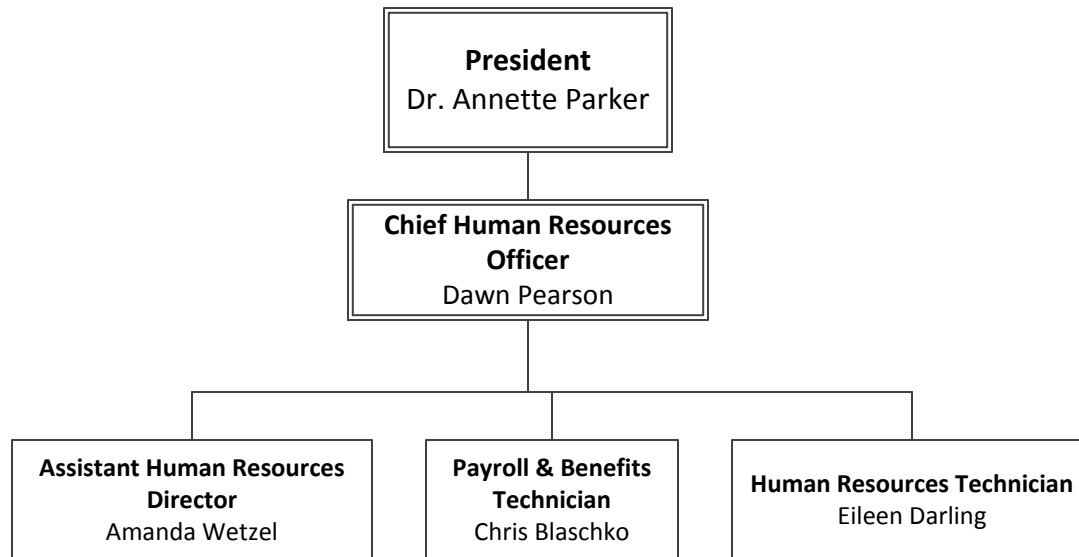 President
Dr. Annette Parker
Chief Human Resources
Officer
Dawn Pearson
Assistant Human Resources
Director
Amanda Wetzel
Payroll & Benefits
Technician
Chris Blaschko
Human Resources Technician
Eileen Darling